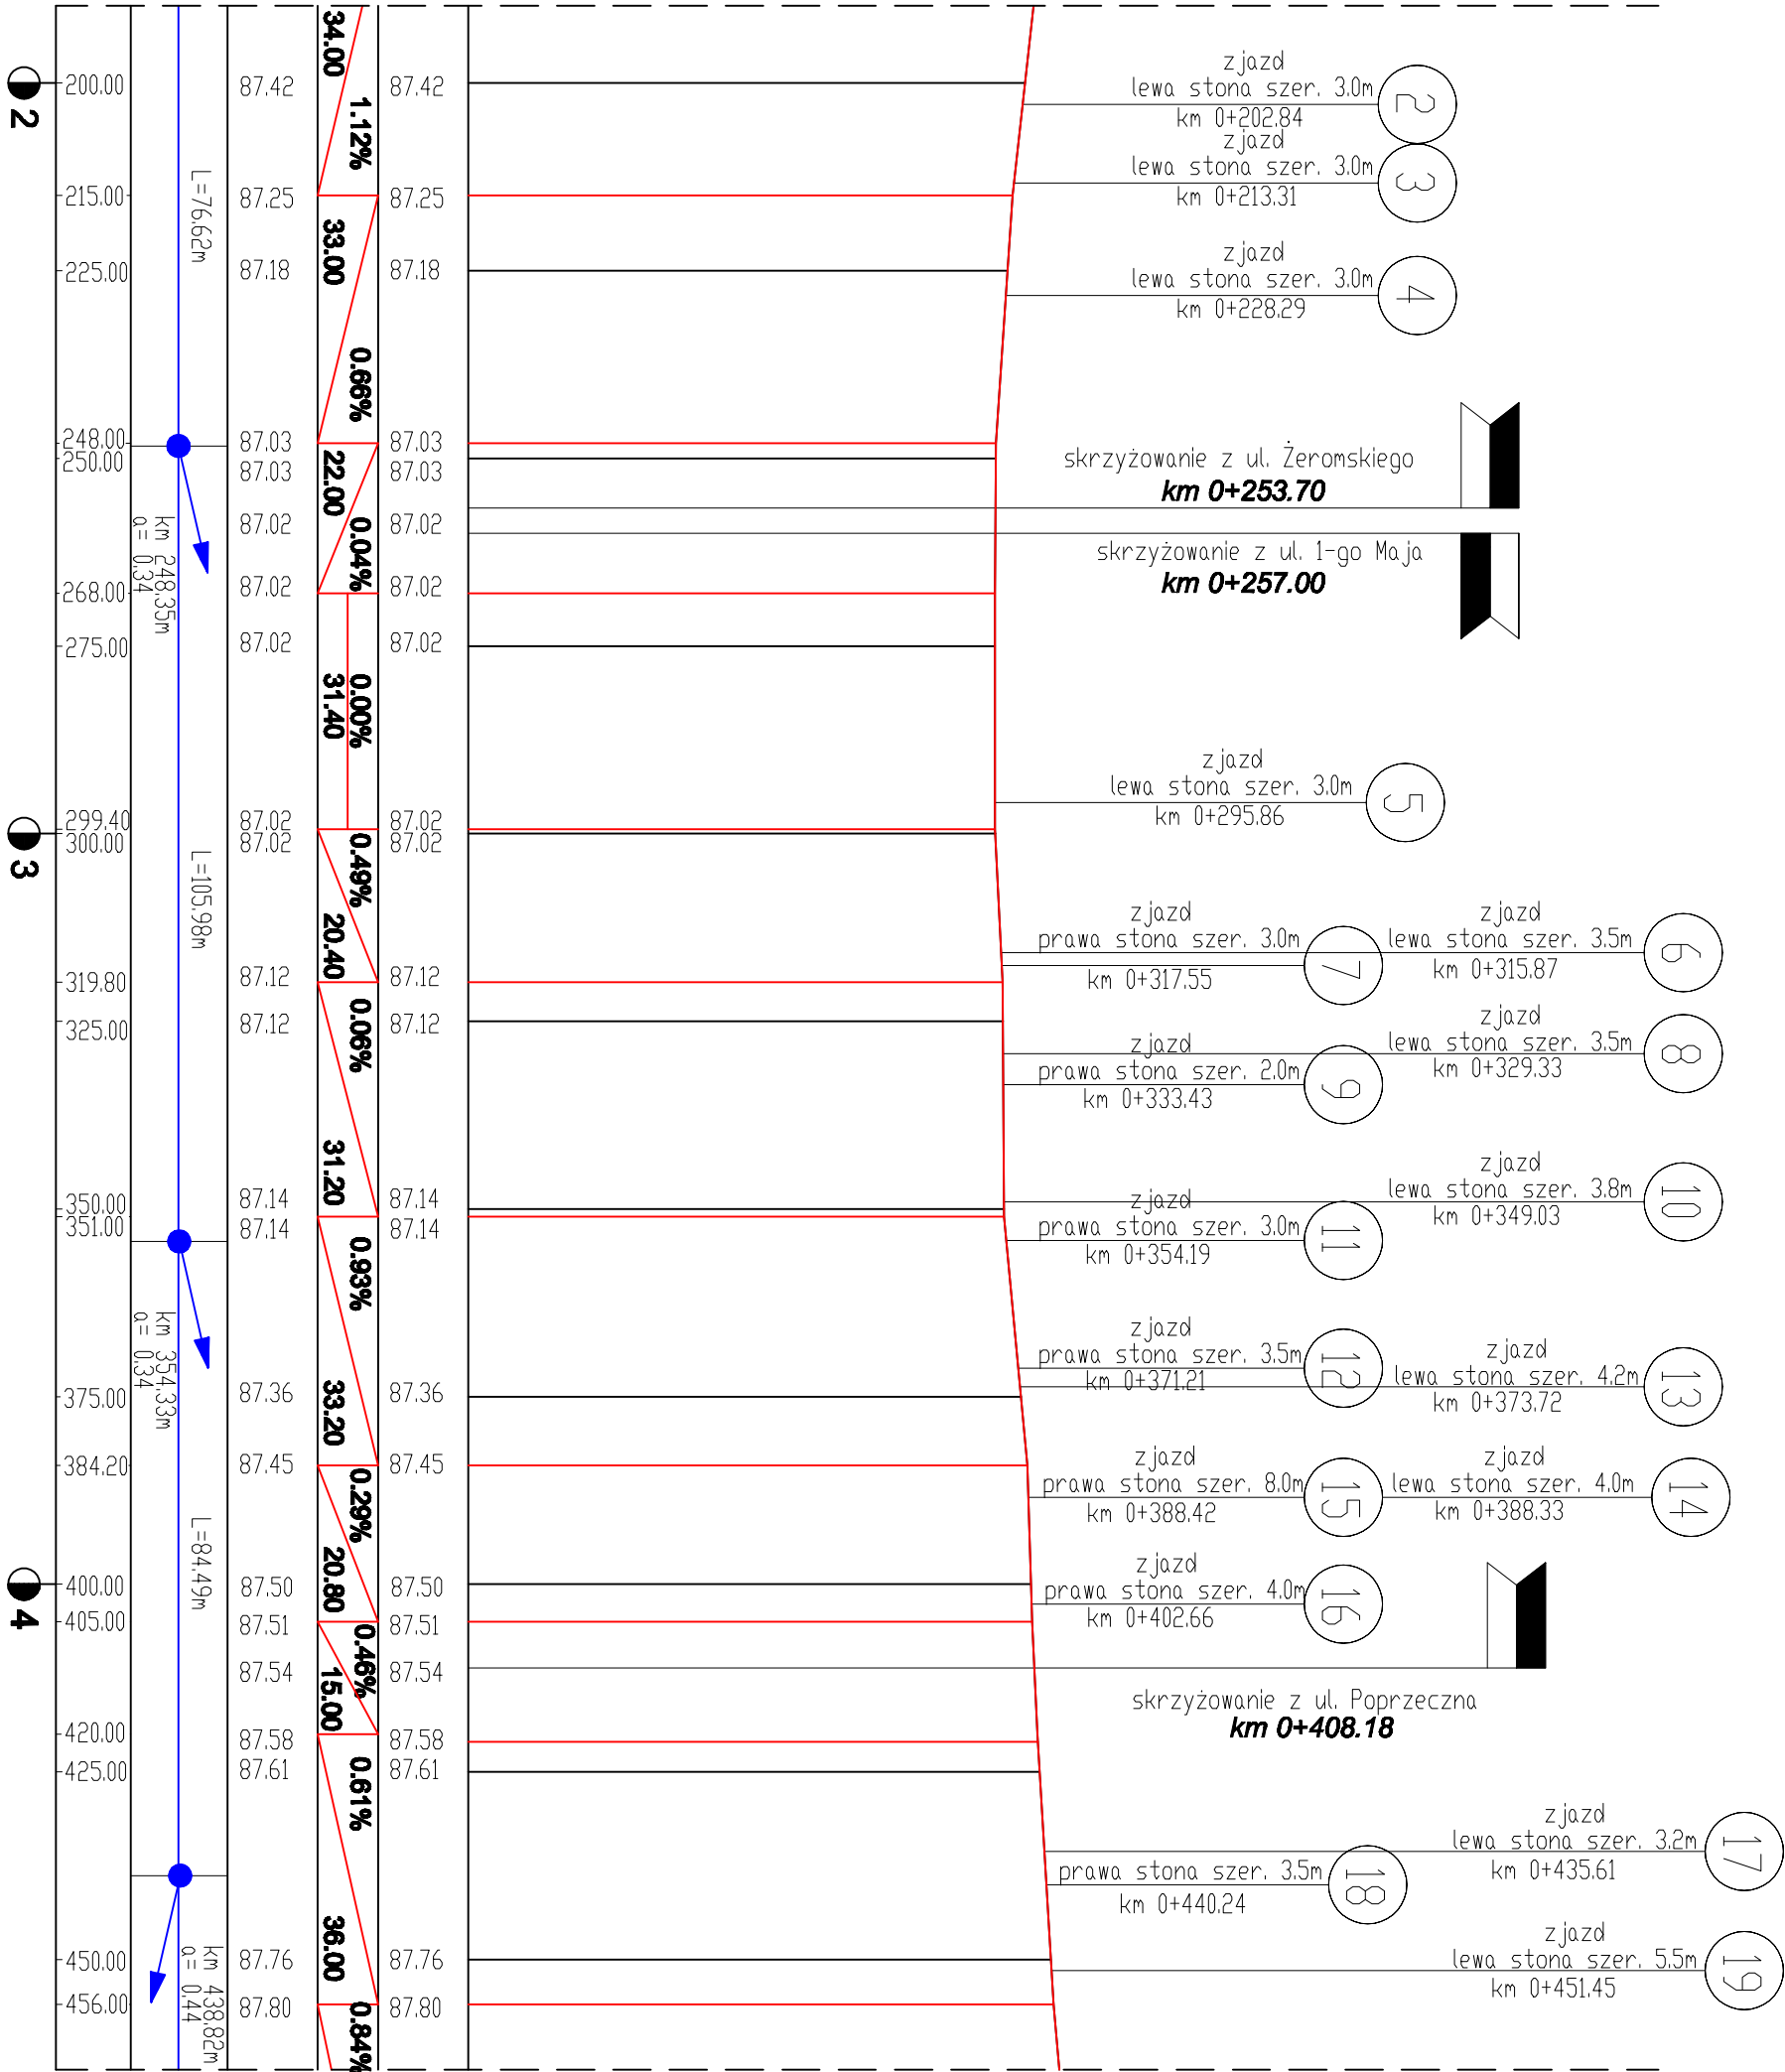 34.00
1.12%
zjazd
lewa stona szer. 3.0m
km 0+202.84
2
2
200.00
87.42
87.42
zjazd
lewa stona szer. 3.0m
km 0+213.31
3
L=76.62m
215.00
87.25
87.25
33.00
0.66%
225.00
87.18
87.18
zjazd
lewa stona szer. 3.0m
km 0+228.29
4
248.00
87.03
87.03
250.00
87.03
87.03
22.00
0.04%
skrzyżowanie z ul. Żeromskiego
km 0+253.70
87.02
87.02
skrzyżowanie z ul. 1-go Maja
km 0+257.00
km 248.35m
a= 0.34
268.00
87.02
87.02
275.00
87.02
87.02
0.00%
31.40
zjazd
lewa stona szer. 3.0m
km 0+295.86
5
299.40
87.02
87.02
3
300.00
87.02
87.02
L=105.98m
0.49%
20.40
zjazd
prawa stona szer. 3.0m
km 0+317.55
7
zjazd
lewa stona szer. 3.5m
km 0+315.87
6
319.80
87.12
87.12
325.00
87.12
87.12
0.06%
31.20
zjazd
lewa stona szer. 3.5m
km 0+329.33
8
zjazd
prawa stona szer. 2.0m
km 0+333.43
9
zjazd
lewa stona szer. 3.8m
km 0+349.03
10
350.00
87.14
87.14
351.00
87.14
87.14
zjazd
prawa stona szer. 3.0m
km 0+354.19
11
km 354.33m
a= 0.34
0.93%
33.20
zjazd
prawa stona szer. 3.5m
km 0+371.21
12
zjazd
lewa stona szer. 4.2m
km 0+373.72
13
375.00
87.36
87.36
384.20
87.45
87.45
L=84.49m
0.29%
20.80
zjazd
prawa stona szer. 8.0m
km 0+388.42
15
zjazd
lewa stona szer. 4.0m
km 0+388.33
14
4
400.00
87.50
87.50
zjazd
prawa stona szer. 4.0m
km 0+402.66
16
405.00
87.51
87.51
0.46%
15.00
87.54
87.54
skrzyżowanie z ul. Poprzeczna
km 0+408.18
420.00
87.58
87.58
425.00
87.61
87.61
0.61%
36.00
zjazd
lewa stona szer. 3.2m
km 0+435.61
17
prawa stona szer. 3.5m
km 0+440.24
18
km 438.82m
a= 0.44
450.00
87.76
87.76
zjazd
lewa stona szer. 5.5m
km 0+451.45
19
456.00
87.80
87.80
0.84%